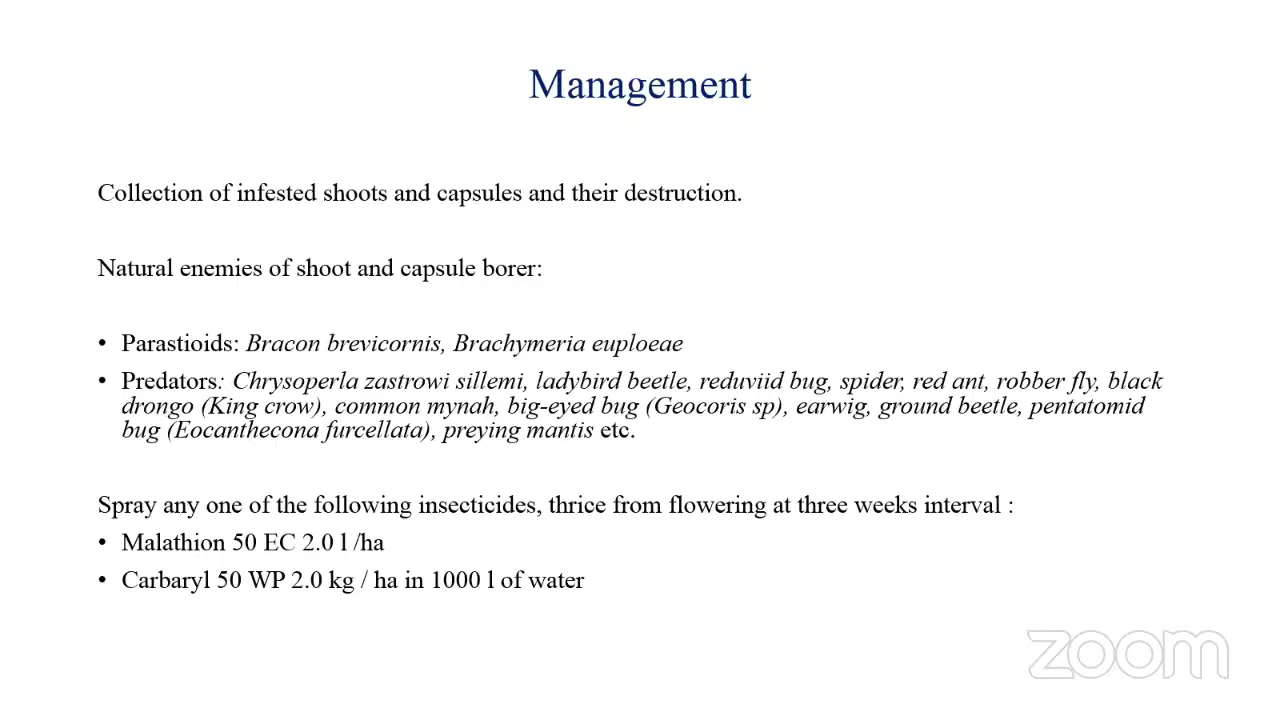 Management
Collection of infested shoots and capsules and their destruction.
Natural enemies of shoot and capsule borer:
• Parastioids: Bracon brevicornis, Brachymeria euploeae
• Predators: Chrysoperla zastrowi sillemi, ladybird beetle, reduviid bug, spider, red ant, robber fly, black
drongo (King crow), common mynah, big-eyed bug (Geocoris sp), earwig, ground beetle, pentatomid
bug (Eocanthecona furcellata), preying mantis etc.
Spray any one of the following insecticides, thrice from flowering at three weeks interval :
• Malathion 50 EC 2.0 l /ha
• Carbaryl 50 WP 2.0 kg / ha in 1000 l of water
zoom